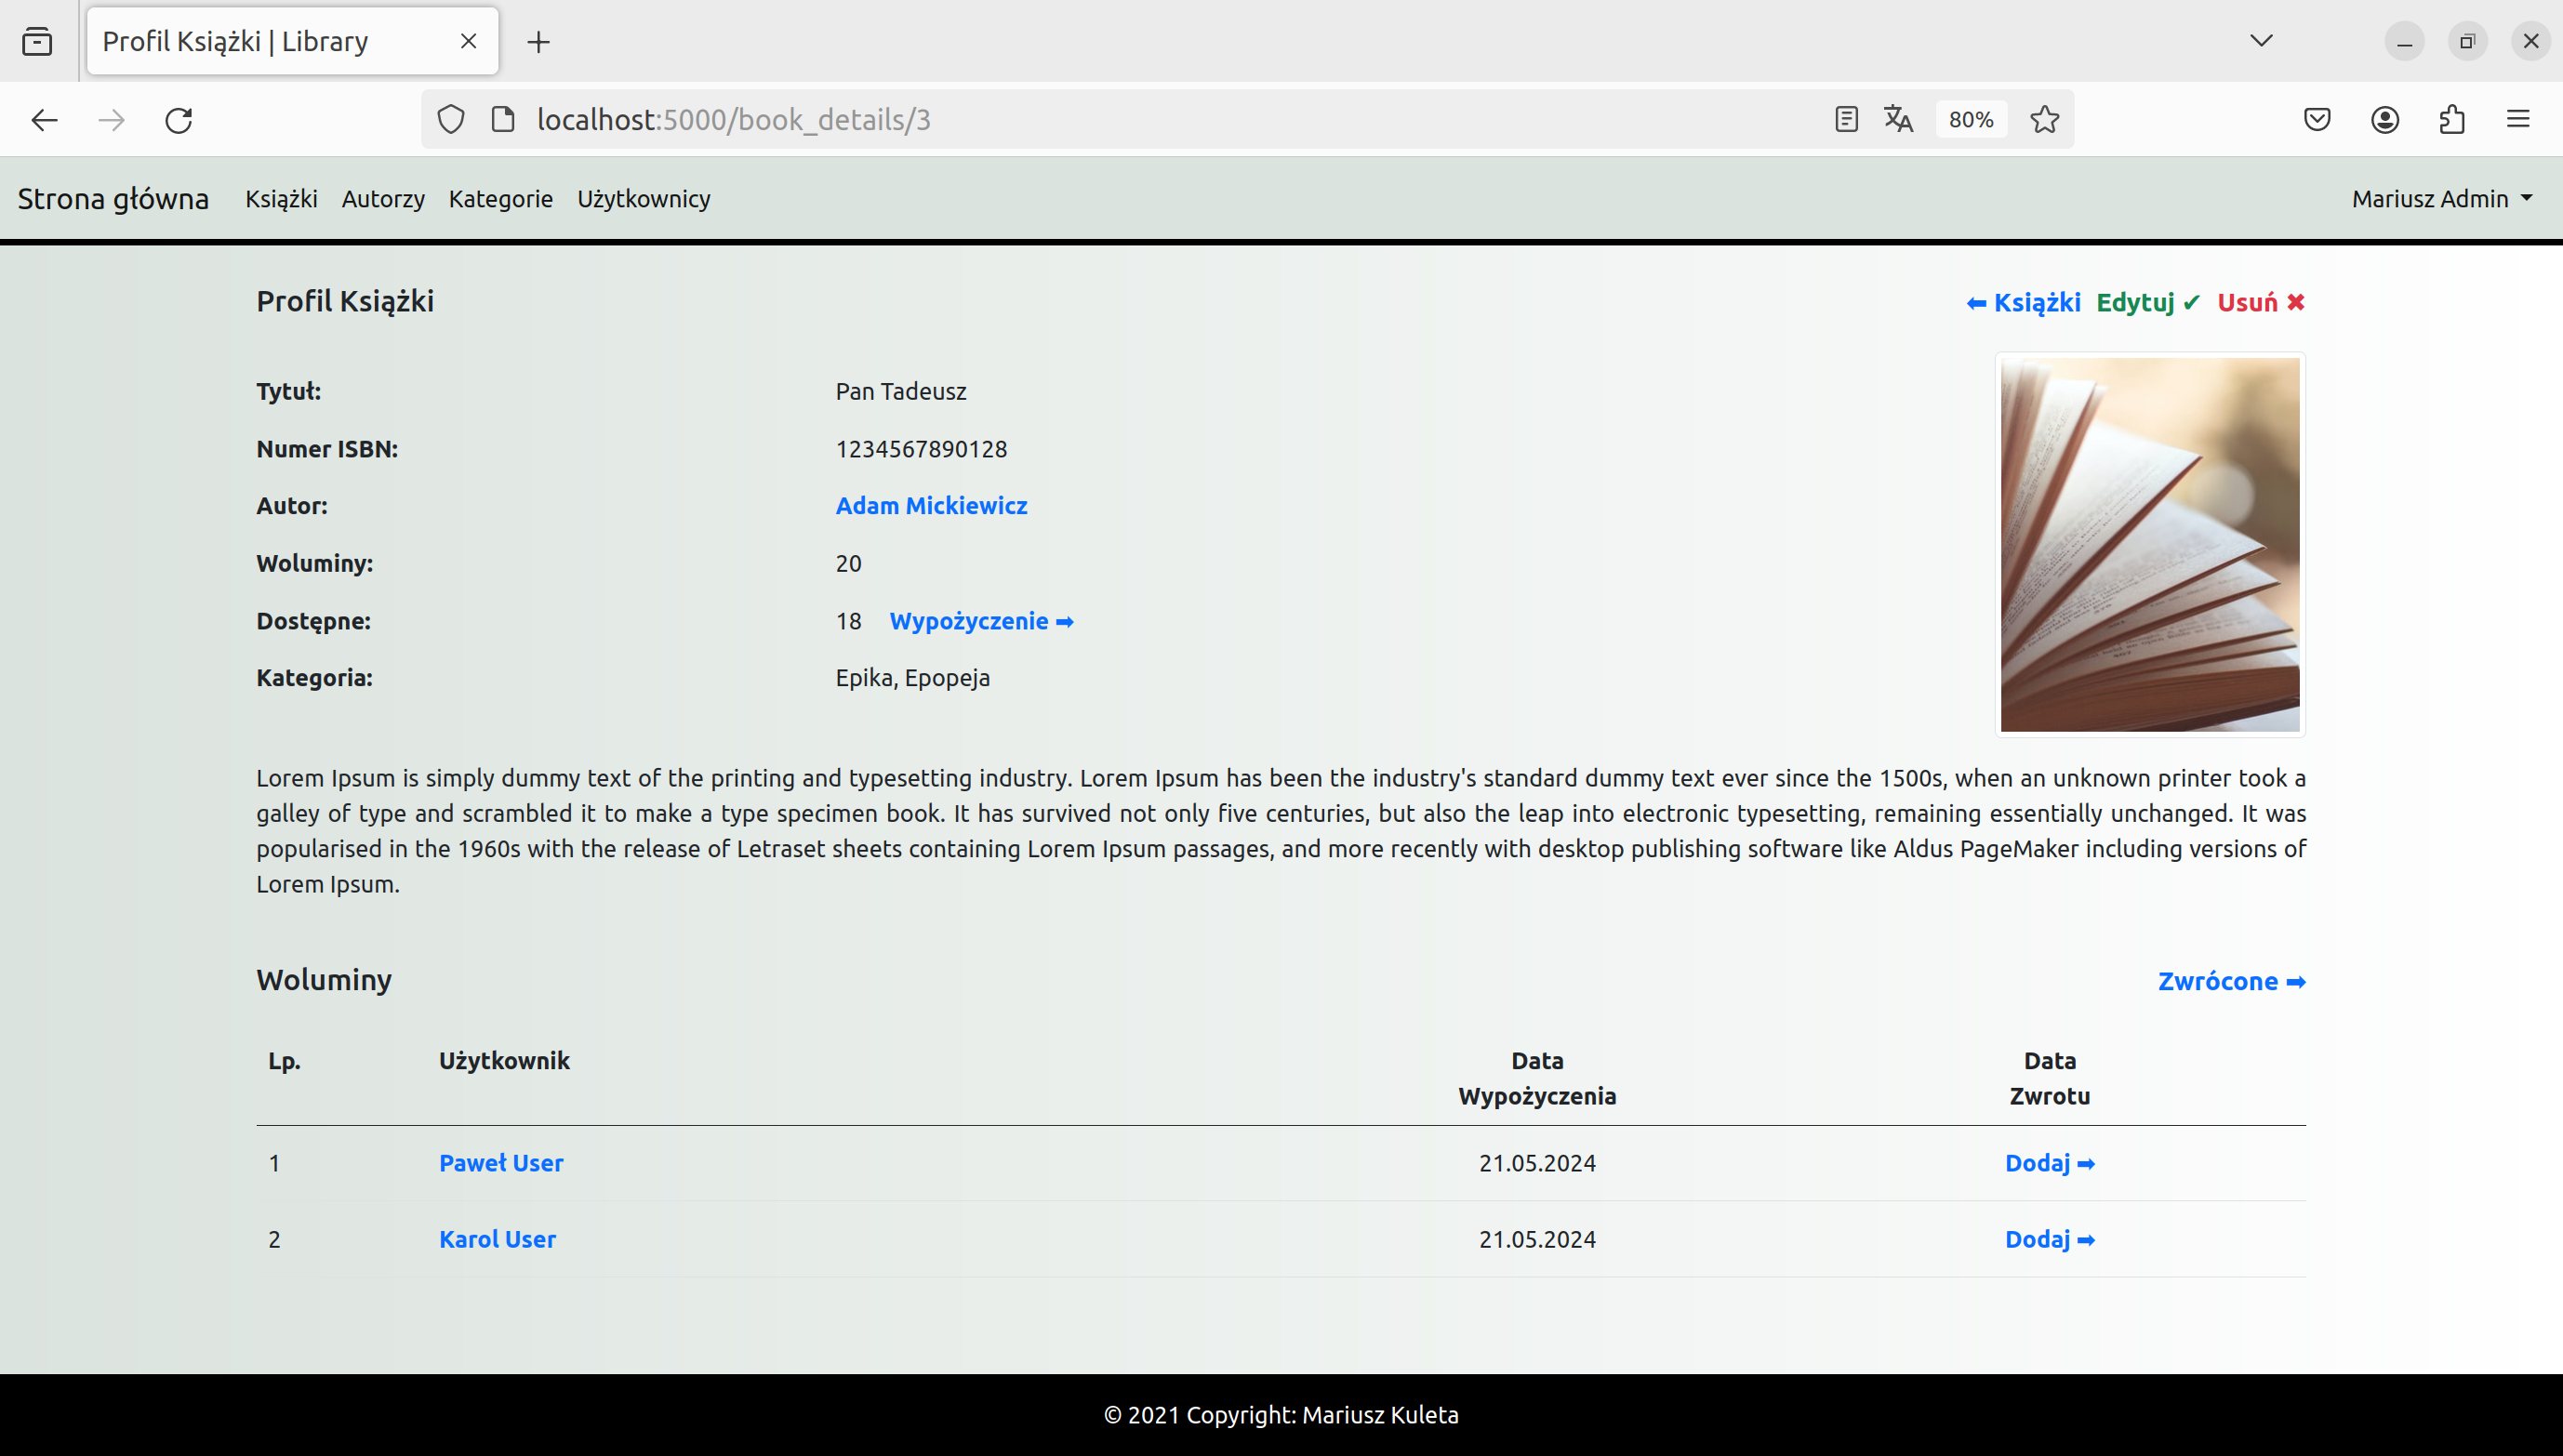 Profil Książki | Library
localhost:5000/book_details/3
80%
Strona główna Książki Autorzy Kategorie Użytkownicy Mariusz Admin
Profil Książki ⬅ Książki Edytuj ✔ Usuń ✖
Tytuł: Pan Tadeusz
Numer ISBN: 1234567890128
Autor: Adam Mickiewicz
Woluminy: 20
Dostępne: 18 Wypożyczenie ➡
Kategoria: Epika, Epopeja
Lorem Ipsum is simply dummy text of the printing and typesetting industry. Lorem Ipsum has been the industry's standard dummy text ever since the 1500s, when an unknown printer took a
galley of type and scrambled it to make a type specimen book. It has survived not only five centuries, but also the leap into electronic typesetting, remaining essentially unchanged. It was
popularised in the 1960s with the release of Letraset sheets containing Lorem Ipsum passages, and more recently with desktop publishing software like Aldus PageMaker including versions of
Lorem Ipsum.
Woluminy Zwrócone ➡
Lp. Użytkownik Data Data
Wypożyczenia Zwrotu
1 Paweł User 21.05.2024 Dodaj ➡
2 Karol User 21.05.2024 Dodaj ➡
© 2021 Copyright: Mariusz Kuleta